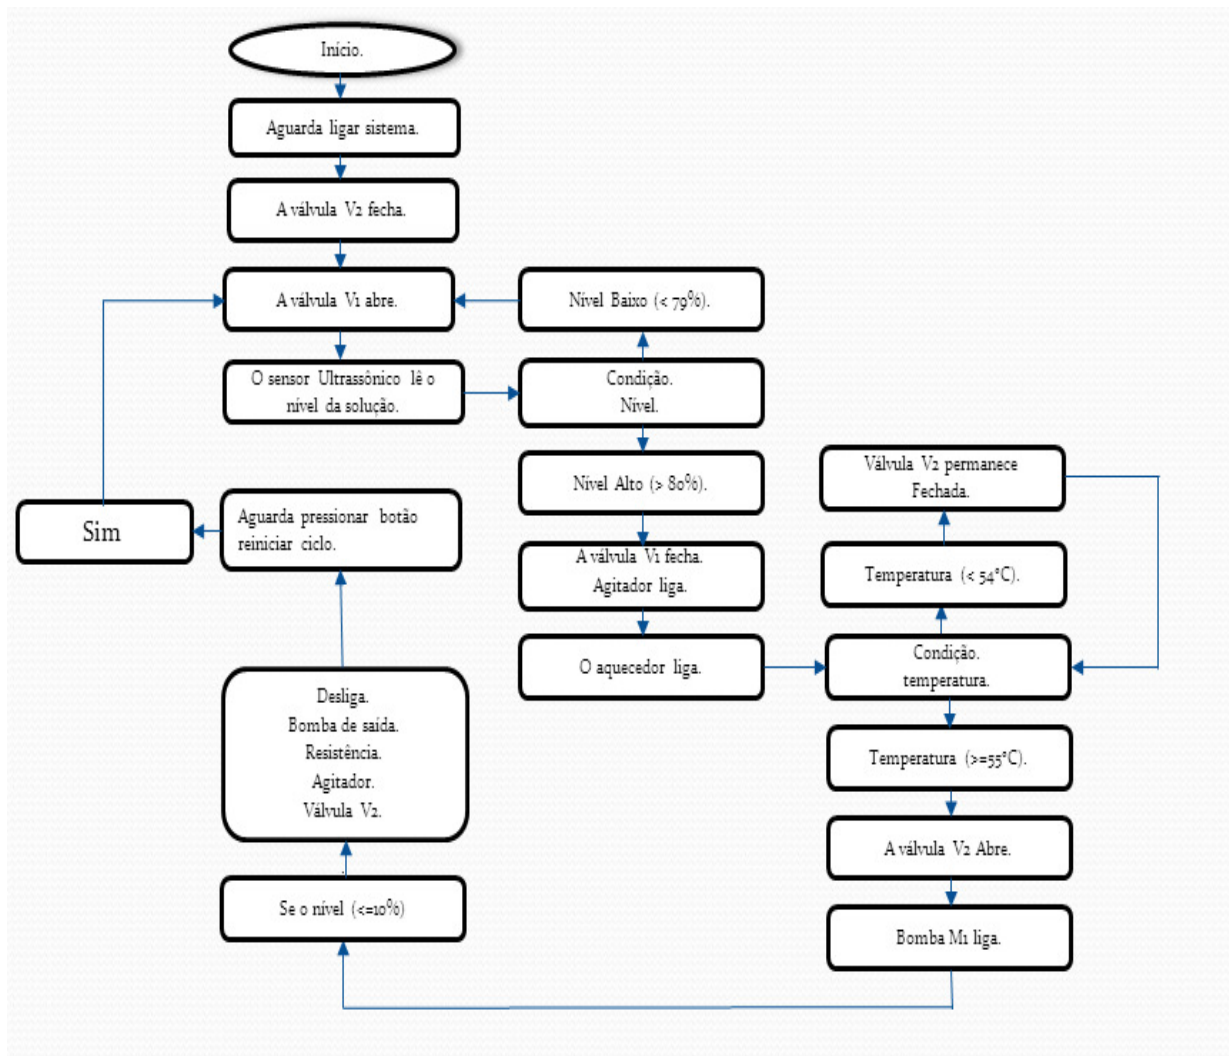 Início.
Aguarda ligar sistema.
A válvula V2 fecha.
A válvula V1 abre.
Nível Baixo (< 79%).
O sensor Ultrassônico lê o
nível da solução.
Condição.
Nível.
Nível Alto (> 80%).
A válvula V1 fecha.
Agitador liga.
O aquecedor liga.
Válvula V2 permanece
Fechada.
Temperatura (< 54°C).
Condição.
temperatura.
Temperatura (>=55°C).
A válvula V2 Abre.
Bomba M1 liga.
Se o nível (<=10%)
Desliga.
Bomba de saída.
Resistência.
Agitador.
Válvula V2.
Aguarda pressionar botão
reiniciar ciclo.
Sim